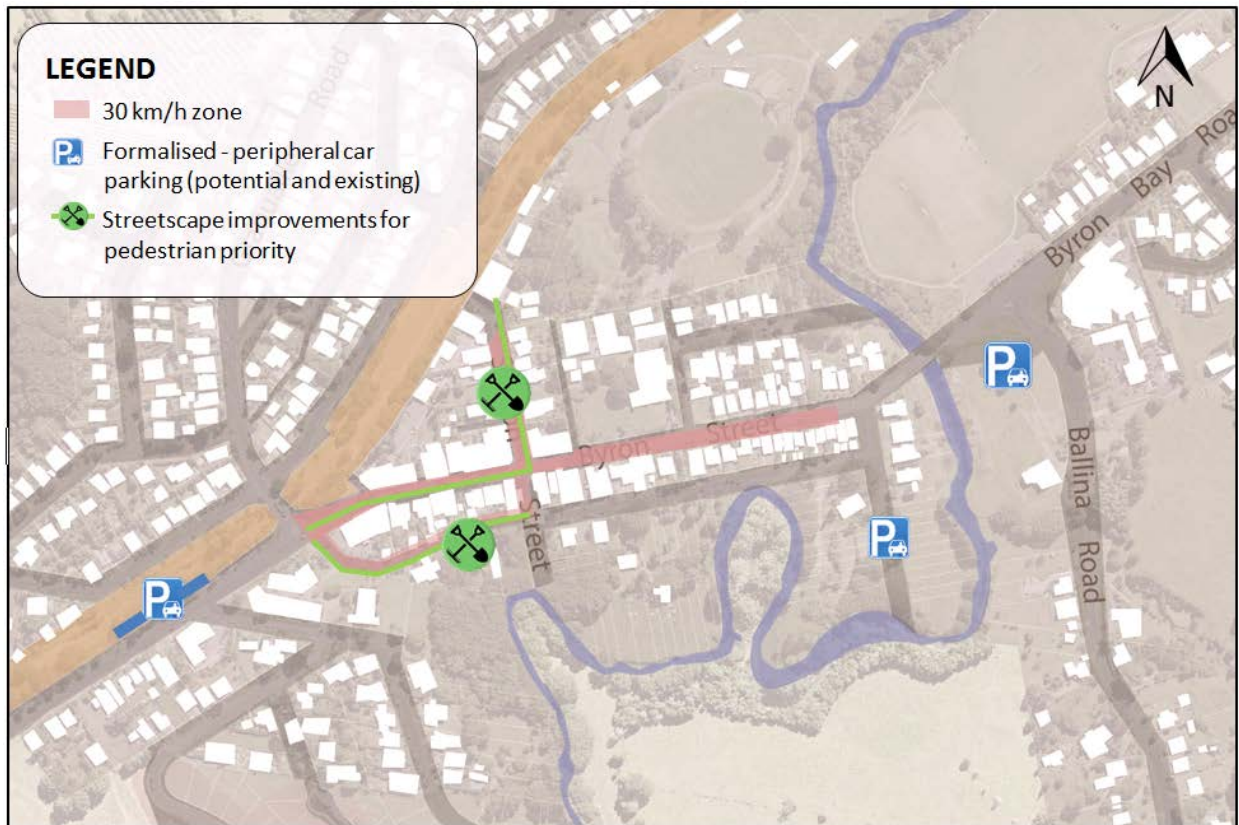 LEGEND
30 km/h zone
P
Formalised - peripheral car
parking (potential and existing)
Streetscape improvements for
pedestrian priority
N
Road
Byron Bay Roa
P
Byron Street
Street
Ballina Road
P
P